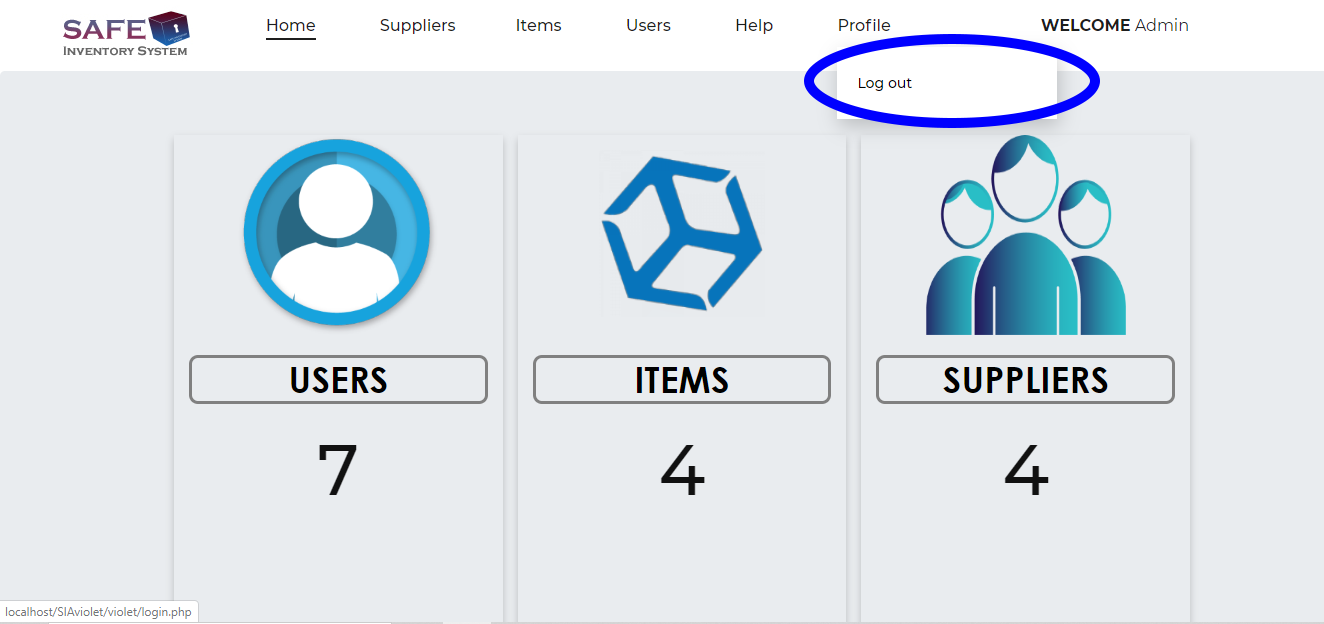 SAFE
INVENTORY SYSTEM
Home Suppliers Items Users Help Profile WELCOME Admin
Log out
USERS ITEMS SUPPLIERS
7 4 4
localhost/SIAviolet/violet/login.php